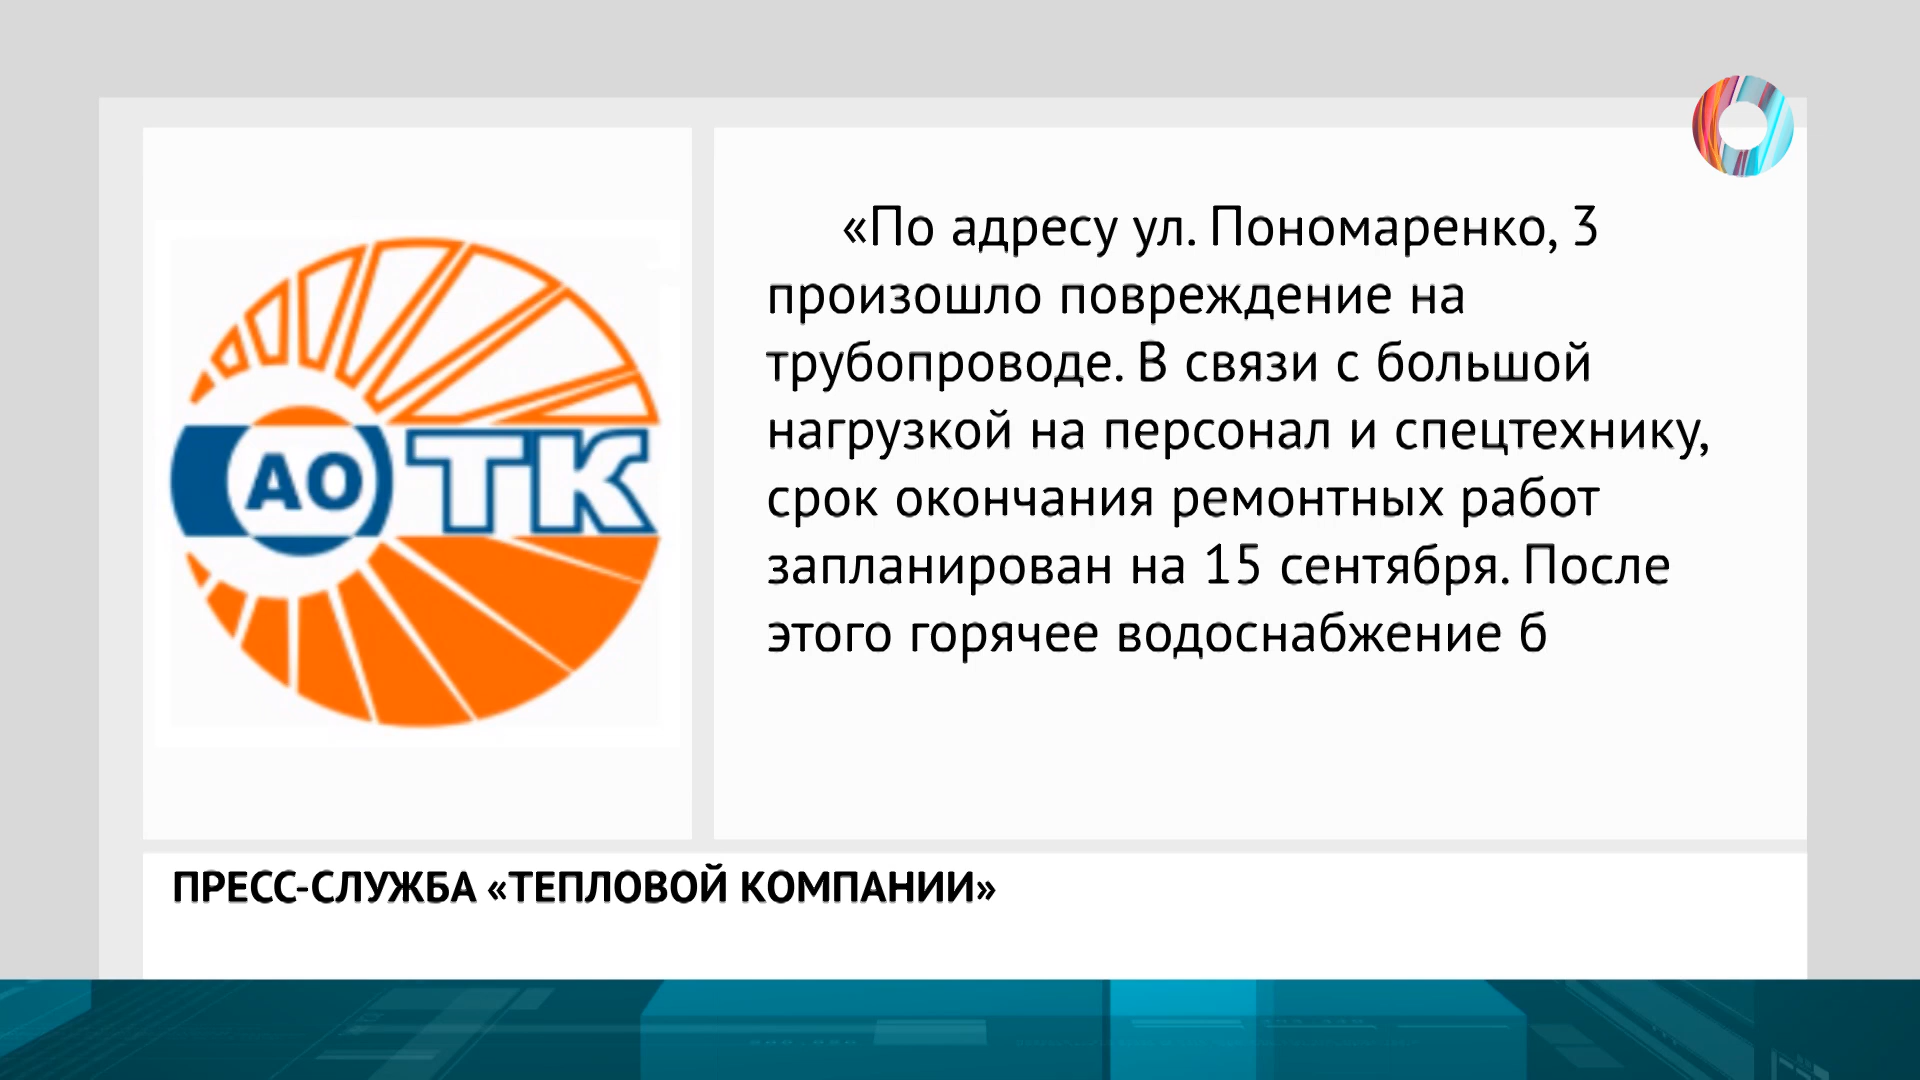 «По адресу ул. Пономаренко, 3
произошло повреждение на
трубопроводе. В связи с большой
нагрузкой на персонал и спецтехнику,
срок окончания ремонтных работ
запланирован на 15 сентября. После
этого горячее водоснабжение б
АО ТК
ПРЕСС-СЛУЖБА «ТЕПЛОВОЙ КОМПАНИИ»